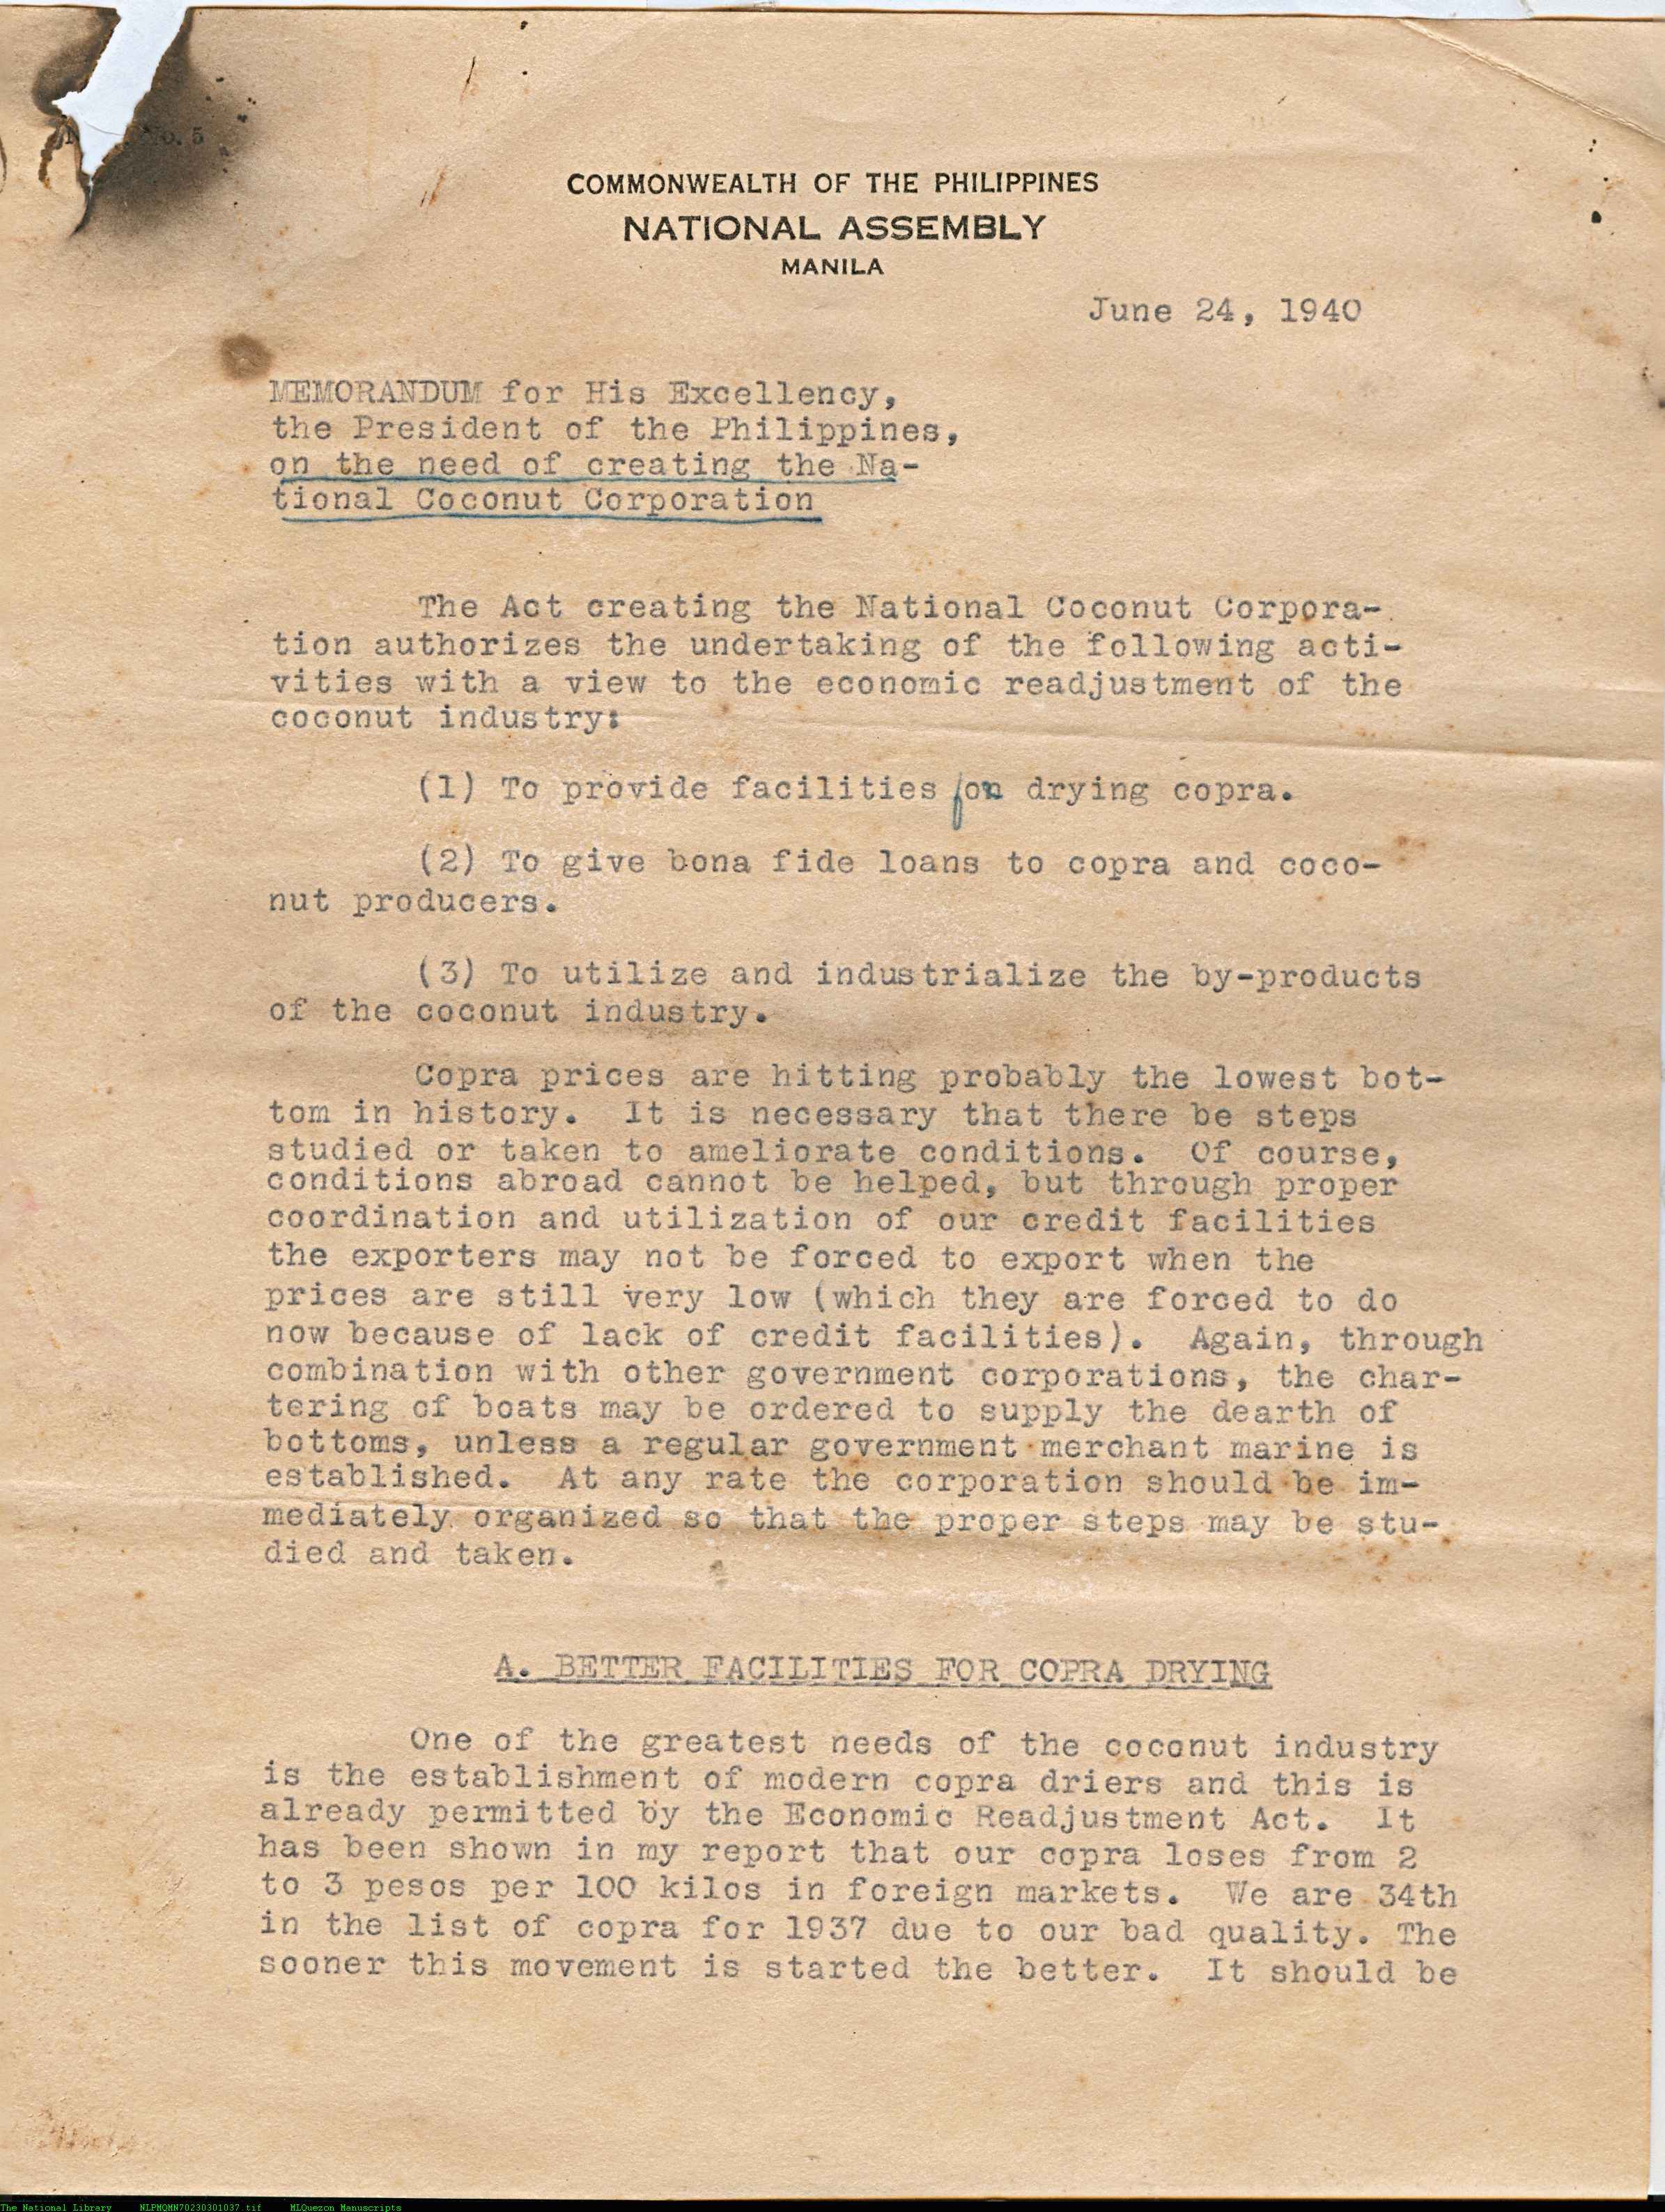 No. 5
COMMONWEALTH OF THE PHILIPPINES
NATIONAL ASSEMBLY
MANILA
June 24, 1940
MEMORANDUM for His Excellency,
the President of the Philippines,
on the need of creating the Na-
tional Coconut Corporation
The Act creating the National Coconut Corpora-
tion authorizes the undertaking of the following acti-
vities with a view to the economic readjustment of the
coconut industry:
(1) To provide facilities for drying copra.
(2) To give bona fide loans to copra and coco-
nut producers.
(3) To utilize and industrialize the by-products
of the coconut industry.
Copra prices are hitting probably the lowest bot-
tom in history. It is necessary that there be steps
studied or taken to ameliorate conditions. Of course,
conditions abroad cannot be helped, but through proper
coordination and utilization of our credit facilities
the exporters may not be forced to export when the
prices are still very low (which they are forced to do
now because of lack of credit facilities). Again, through
combination with other government corporations, the char-
tering of boats may be ordered to supply the dearth of
bottoms, unless a regular government merchant marine is
established. At any rate the corporation should be im-
mediately organized so that the proper steps may be stu-
died and taken.
A. BETTER FACILITIES FOR COPRA DRYING
One of the greatest needs of the coconut industry
is the establishment of modern copra driers and this is
already permitted by the Economic Readjustment Act. It
has been shown in my report that our copra loses from 2
to 3 pesos per 100 kilos in foreign markets. We are 34th
in the list of copra for 1937 due to our bad quality. The
sooner this movement is started the better. It should be
The National Library NLPMQMN70230301037.tif MLQuezon Manuscripts